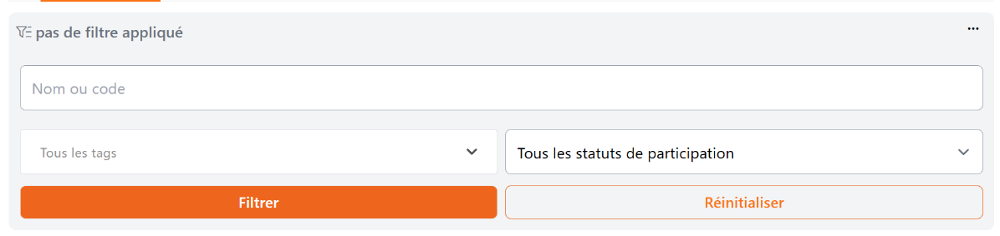 pas de filtre appliqué
Nom ou code
Tous les tags
Tous les statuts de participation
Filtrer
Réinitialiser